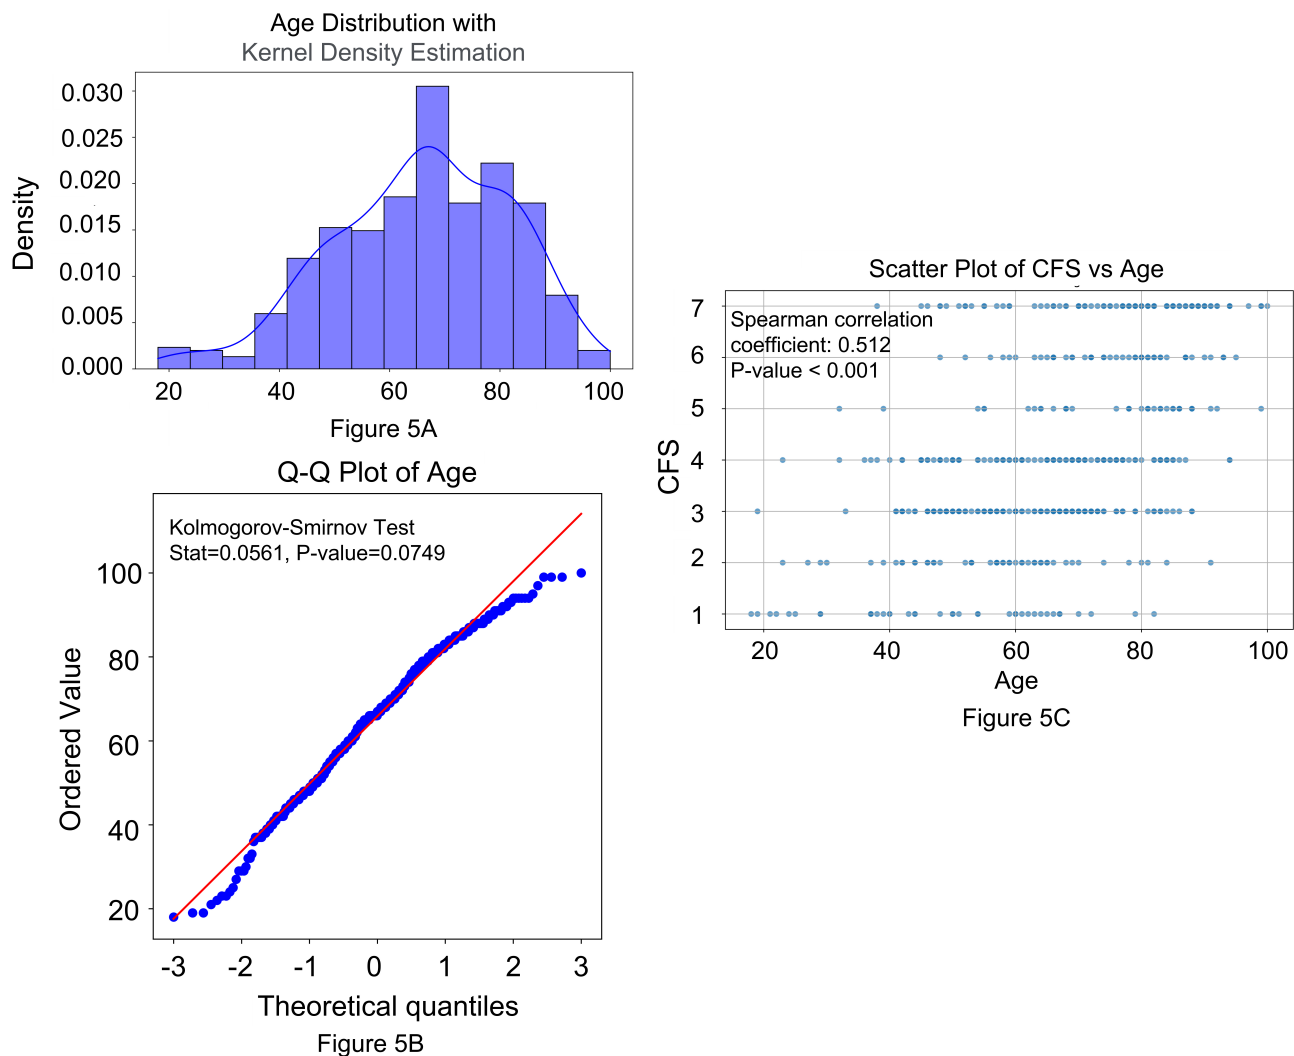 Age Distribution with
Kernel Density Estimation
0.030
0.025
0.020
0.015
0.010
0.005
0.000
Density
20 40 60 80 100
Figure 5A
Q-Q Plot of Age
Kolmogorov-Smirnov Test
Stat=0.0561, P-value=0.0749
100
80
60
40
20
Ordered Value
-3 -2 -1 0 1 2 3
Theoretical quantiles
Figure 5B
Scatter Plot of CFS vs Age
Spearman correlation
coefficient: 0.512
P-value < 0.001
7
6
5
4
3
2
1
CFS
20 40 60 80 100
Age
Figure 5C